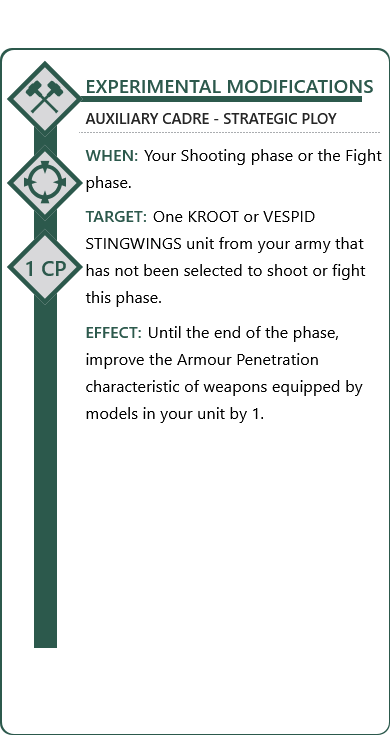 EXPERIMENTAL MODIFICATIONS
AUXILIARY CADRE - STRATEGIC PLOY
WHEN: Your Shooting phase or the Fight
phase.
TARGET: One KROOT or VESPID
STINGWINGS unit from your army that
1 CP
has not been selected to shoot or fight
this phase.
EFFECT: Until the end of the phase,
improve the Armour Penetration
characteristic of weapons equipped by
models in your unit by 1.